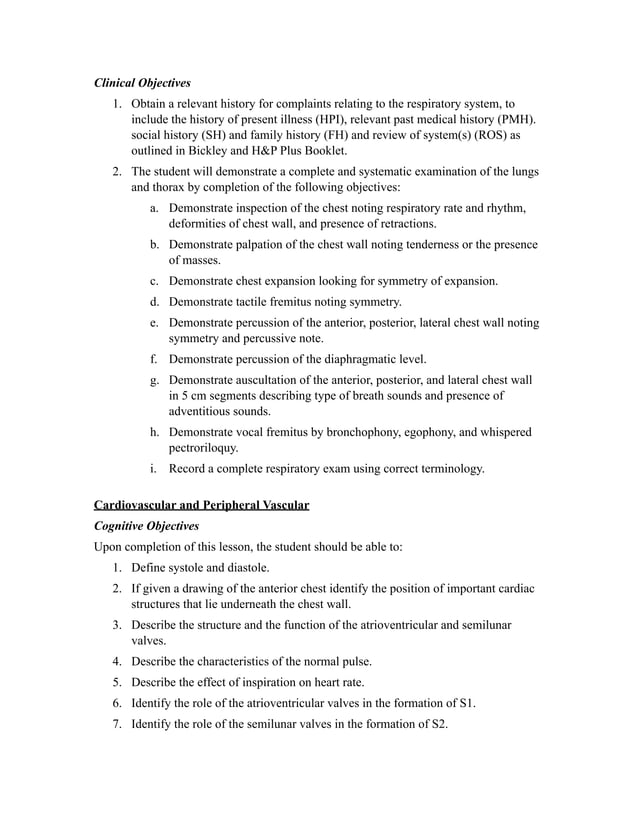 Clinical Objectives
1. Obtain a relevant history for complaints relating to the respiratory system, to
include the history of present illness (HPI), relevant past medical history (PMH).
social history (SH) and family history (FH) and review of system(s) (ROS) as
outlined in Bickley and H&P Plus Booklet.
2. The student will demonstrate a complete and systematic examination of the lungs
and thorax by completion of the following objectives:
a. Demonstrate inspection of the chest noting respiratory rate and rhythm,
deformities of chest wall, and presence of retractions.
b. Demonstrate palpation of the chest wall noting tenderness or the presence
of masses.
c. Demonstrate chest expansion looking for symmetry of expansion.
d. Demonstrate tactile fremitus noting symmetry.
e. Demonstrate percussion of the anterior, posterior, lateral chest wall noting
symmetry and percussive note.
f. Demonstrate percussion of the diaphragmatic level.
g. Demonstrate auscultation of the anterior, posterior, and lateral chest wall
in 5 cm segments describing type of breath sounds and presence of
adventitious sounds.
h. Demonstrate vocal fremitus by bronchophony, egophony, and whispered
pectroriloquy.
i. Record a complete respiratory exam using correct terminology.
Cardiovascular and Peripheral Vascular
Cognitive Objectives
Upon completion of this lesson, the student should be able to:
1. Define systole and diastole.
2. If given a drawing of the anterior chest identify the position of important cardiac
structures that lie underneath the chest wall.
3. Describe the structure and the function of the atrioventricular and semilunar
valves.
4. Describe the characteristics of the normal pulse.
5. Describe the effect of inspiration on heart rate.
6. Identify the role of the atrioventricular valves in the formation of S1.
7. Identify the role of the semilunar valves in the formation of S2.